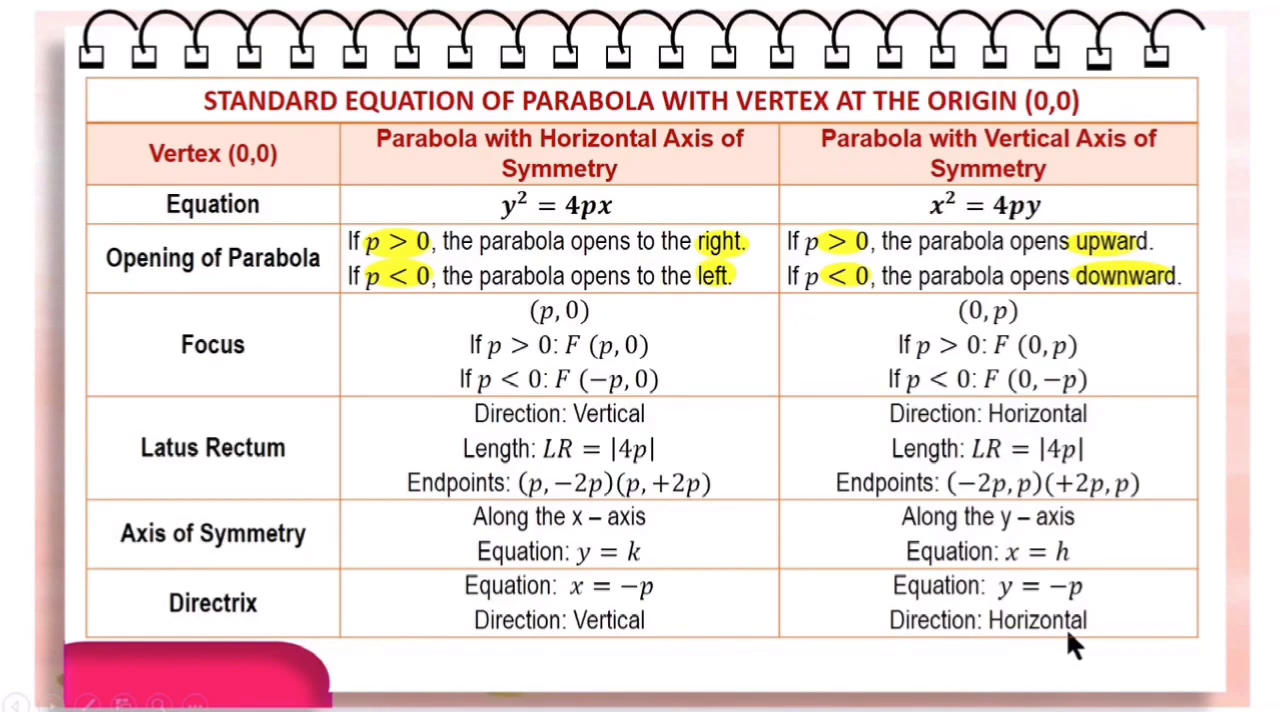 STANDARD EQUATION OF PARABOLA WITH VERTEX AT THE ORIGIN (0,0)
Vertex (0,0)
Parabola with Horizontal Axis of
Symmetry
Parabola with Vertical Axis of
Symmetry
Equation
y² = 4px
x² = 4py
Opening of Parabola
If p > 0, the parabola opens to the right.
If p < 0, the parabola opens to the left.
If p > 0, the parabola opens upward.
If p < 0, the parabola opens downward.
Focus
(p, 0)
If p > 0: F (p, 0)
If p < 0: F (−p, 0)
(0, p)
If p > 0: F (0, p)
If p < 0: F (0, −p)
Latus Rectum
Direction: Vertical
Length: LR = |4p|
Endpoints: (p, −2p)(p, +2p)
Direction: Horizontal
Length: LR = |4p|
Endpoints: (−2p, p)(+2p, p)
Axis of Symmetry
Along the x – axis
Equation: y = k
Along the y – axis
Equation: x = h
Directrix
Equation: x = −p
Direction: Vertical
Equation: y = −p
Direction: Horizontal